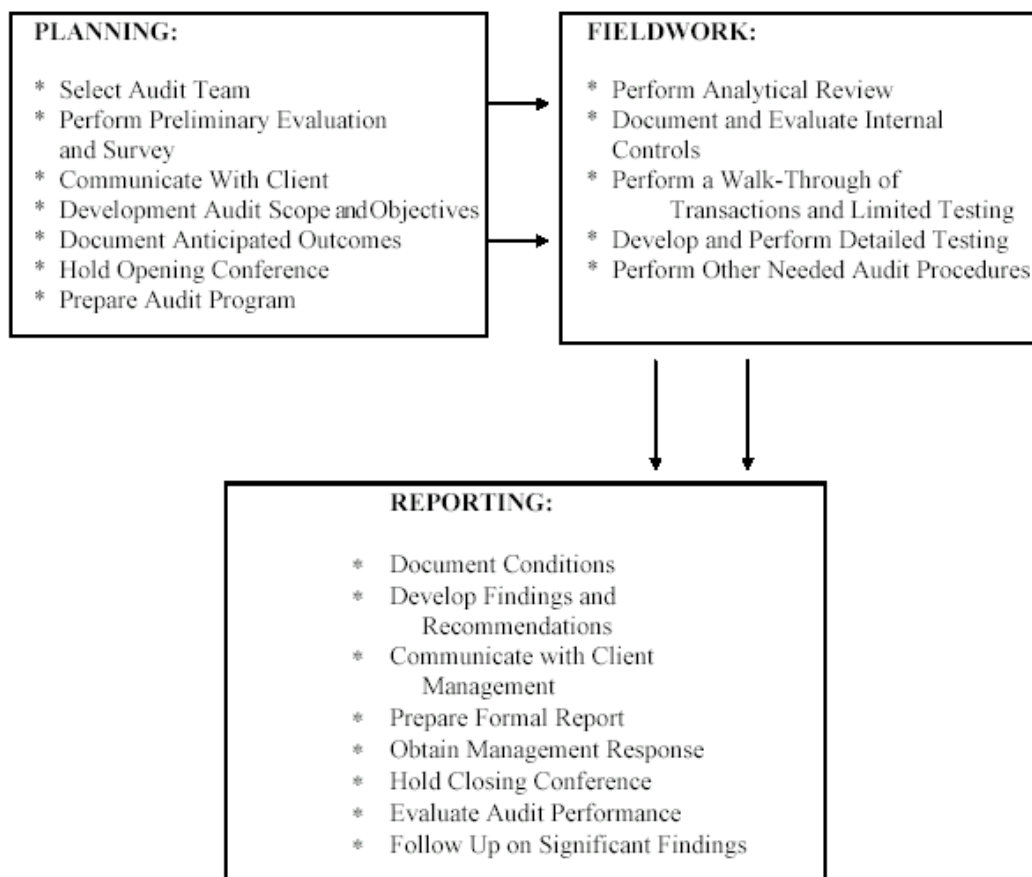 PLANNING:
* Select Audit Team
* Perform Preliminary Evaluation
and Survey
* Communicate With Client
* Development Audit Scope and Objectives
* Document Anticipated Outcomes
* Hold Opening Conference
* Prepare Audit Program
FIELDWORK:
* Perform Analytical Review
* Document and Evaluate Internal
Controls
* Perform a Walk-Through of
Transactions and Limited Testing
* Develop and Perform Detailed Testing
* Perform Other Needed Audit Procedures
REPORTING:
* Document Conditions
* Develop Findings and
Recommendations
* Communicate with Client
Management
* Prepare Formal Report
* Obtain Management Response
* Hold Closing Conference
* Evaluate Audit Performance
* Follow Up on Significant Findings